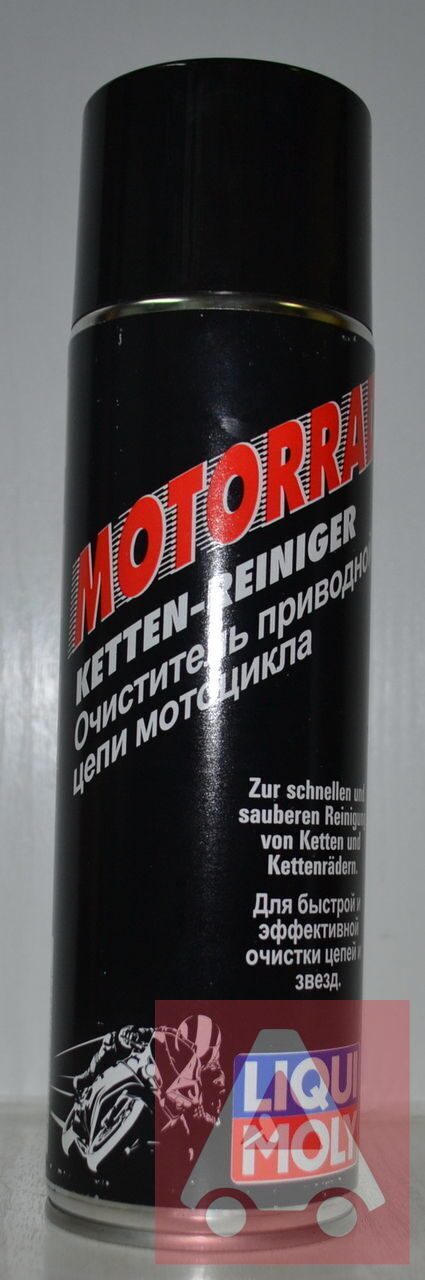 MOTORRA
KETTEN-REINIGER
Очиститель приводной
цепи мотоцикла
Zur schnellen und
sauberen Reinigung
von Ketten und
Kettenrädern.
Для быстрой и
эффективной
очистки цепей и
звезд.
LIQUI
MOLY